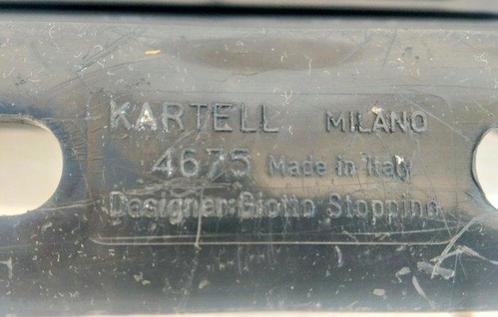 KARTELL MILANO
4675 Made in Italy
Designer: Giotto Stoppino